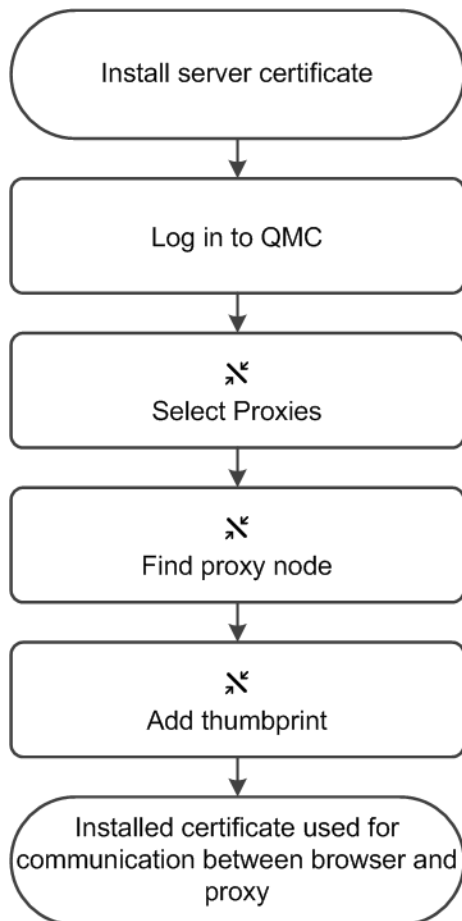 Install server certificate
Log in to QMC
Select Proxies
Find proxy node
Add thumbprint
Installed certificate used for
communication between browser and
proxy